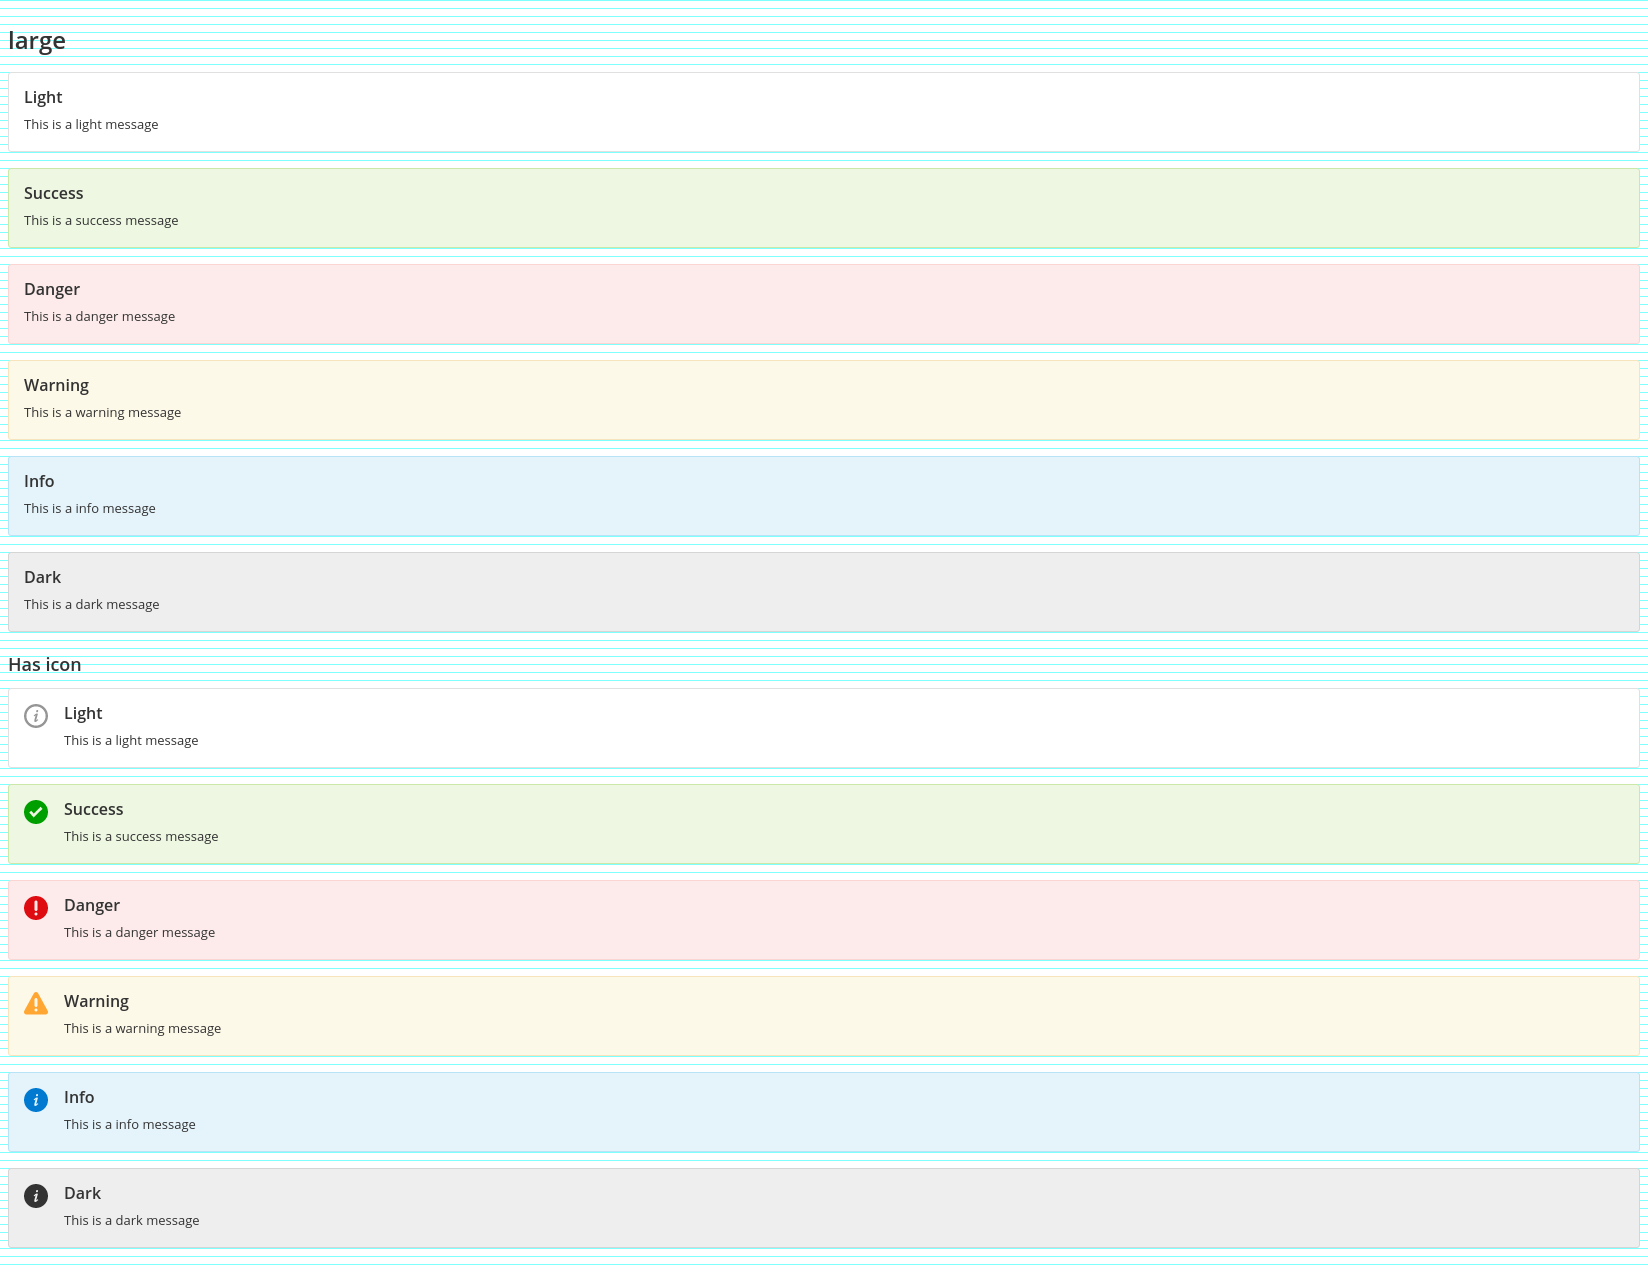 large
Light
This is a light message
Success
This is a success message
Danger
This is a danger message
Warning
This is a warning message
Info
This is a info message
Dark
This is a dark message
Has icon
Light
This is a light message
Success
This is a success message
Danger
This is a danger message
Warning
This is a warning message
Info
This is a info message
Dark
This is a dark message